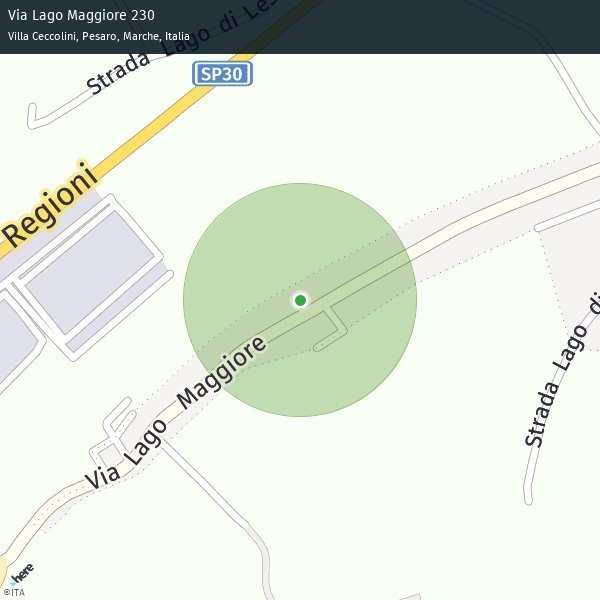 Via Lago Maggiore 230
Villa Ceccolini, Pesaro, Marche, Italia
Strada Lago di Les
SP30
Regioni
Via Lago Maggiore
Strada Lago di
here
©ITA